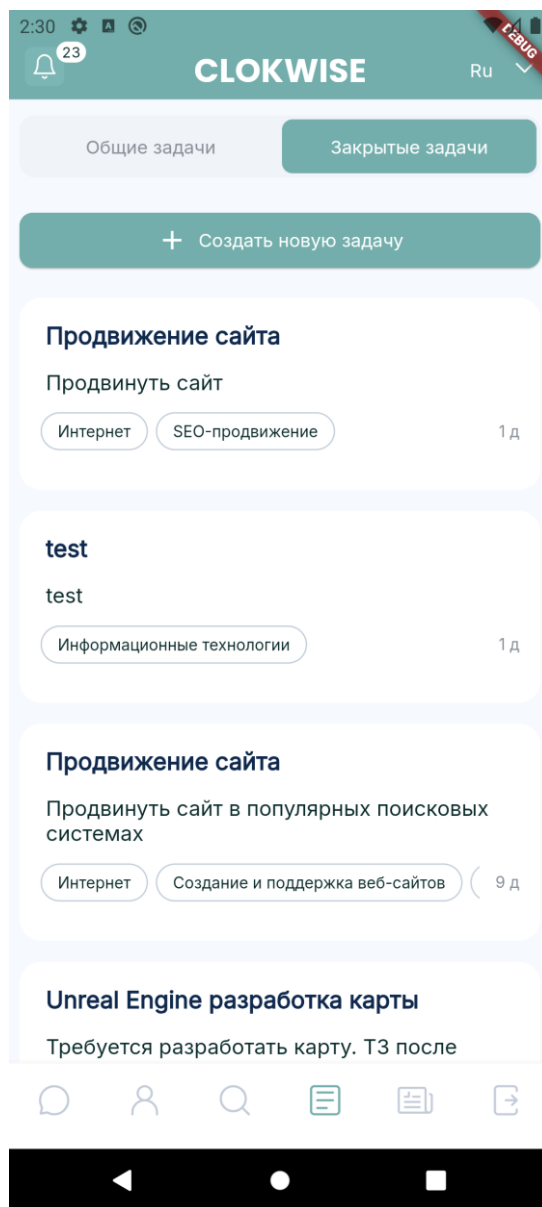 2:30
DEBUG
23
CLOKWISE
Ru
Общие задачи
Закрытые задачи
Создать новую задачу
Продвижение сайта
Продвинуть сайт
Интернет
SEO-продвижение
1 д
test
test
Информационные технологии
1 д
Продвижение сайта
Продвинуть сайт в популярных поисковых
системах
Интернет
Создание и поддержка веб-сайтов
9 д
Unreal Engine разработка карты
Требуется разработать карту. ТЗ после